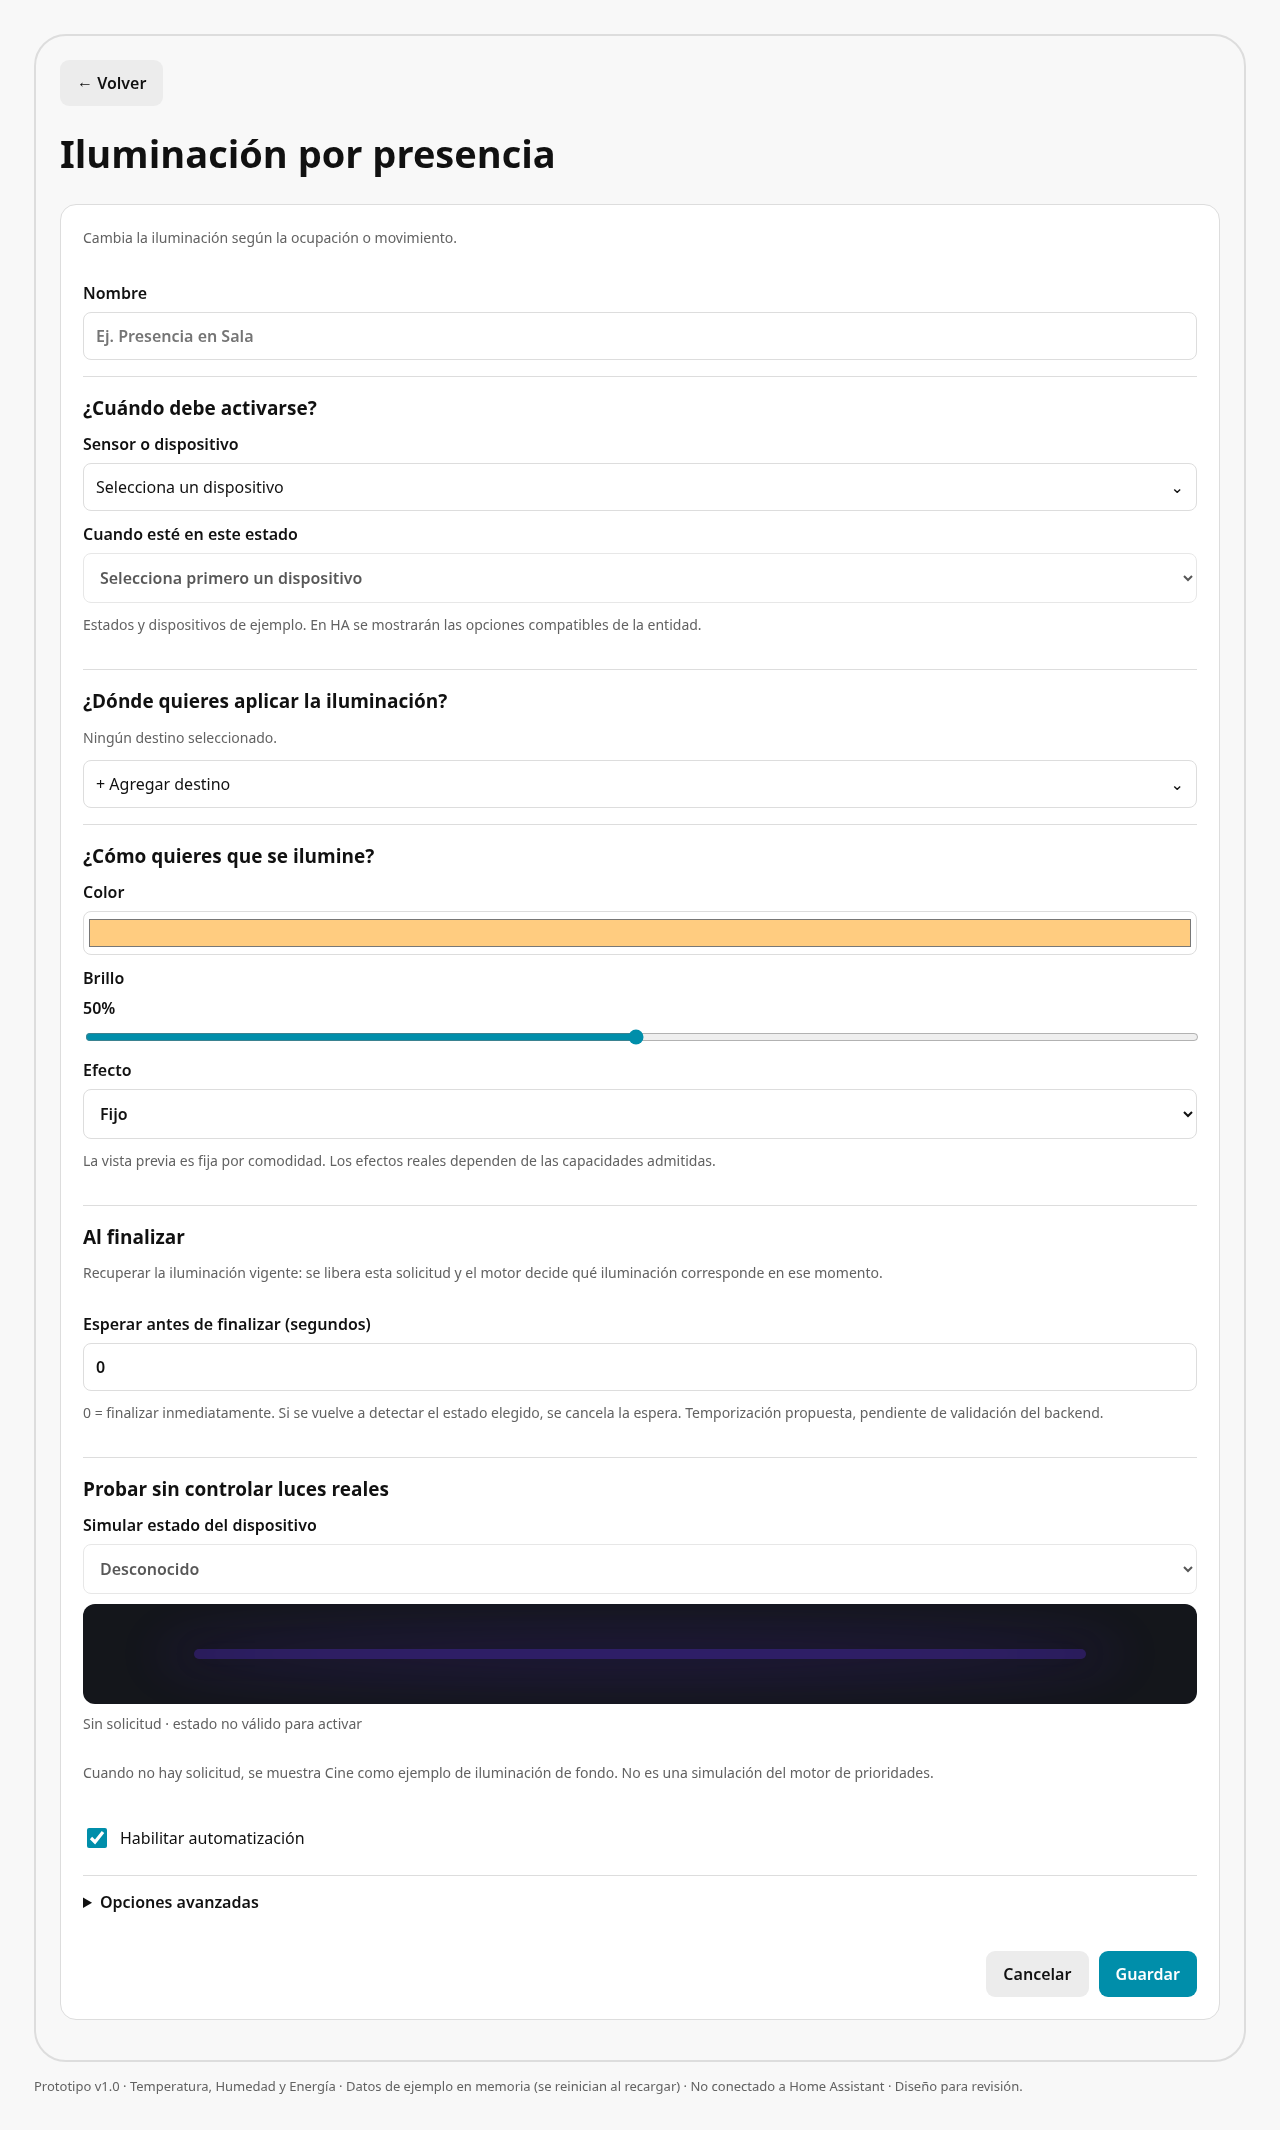 ← Volver
Iluminación por presencia
Cambia la iluminación según la ocupación o movimiento.
Nombre
Ej. Presencia en Sala
¿Cuándo debe activarse?
Sensor o dispositivo
Selecciona un dispositivo
Cuando esté en este estado
Selecciona primero un dispositivo
Estados y dispositivos de ejemplo. En HA se mostrarán las opciones compatibles de la entidad.
¿Dónde quieres aplicar la iluminación?
Ningún destino seleccionado.
+ Agregar destino
¿Cómo quieres que se ilumine?
Color
Brillo
50%
Efecto
Fijo
La vista previa es fija por comodidad. Los efectos reales dependen de las capacidades admitidas.
Al finalizar
Recuperar la iluminación vigente: se libera esta solicitud y el motor decide qué iluminación corresponde en ese momento.
Esperar antes de finalizar (segundos)
0
0 = finalizar inmediatamente. Si se vuelve a detectar el estado elegido, se cancela la espera. Temporización propuesta, pendiente de validación del backend.
Probar sin controlar luces reales
Simular estado del dispositivo
Desconocido
Sin solicitud · estado no válido para activar
Cuando no hay solicitud, se muestra Cine como ejemplo de iluminación de fondo. No es una simulación del motor de prioridades.
Habilitar automatización
Opciones avanzadas
Cancelar
Guardar
Prototipo v1.0 · Temperatura, Humedad y Energía · Datos de ejemplo en memoria (se reinician al recargar) · No conectado a Home Assistant · Diseño para revisión.